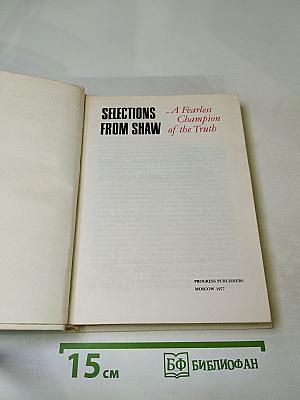 SELECTIONS
FROM SHAW
...A Fearless
Champion
of the Truth
PROGRESS PUBLISHERS
MOSCOW 1977
15 см
БФ БИБЛИОФАН